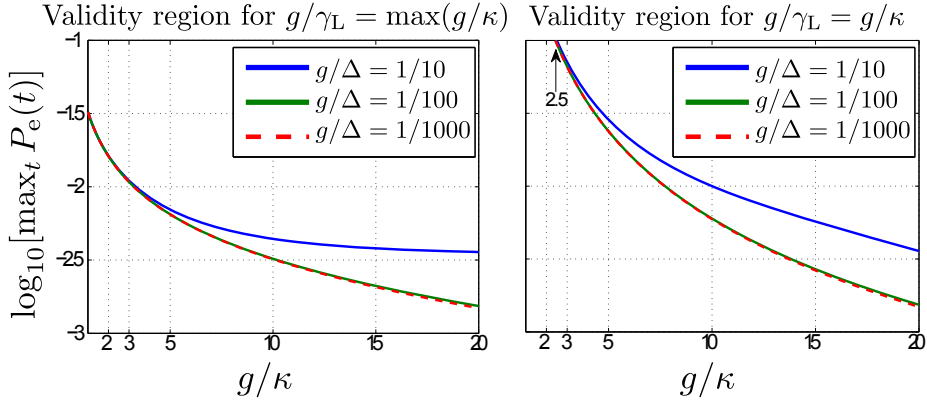 Validity region for g/γ_L = max(g/κ)
log₁₀[max_t P_e(t)]
g/Δ = 1/10
g/Δ = 1/100
g/Δ = 1/1000
−1
−1.5
−2
−2.5
−3
2 3 5 10 15 20
g/κ
Validity region for g/γ_L = g/κ
g/Δ = 1/10
g/Δ = 1/100
g/Δ = 1/1000
2.5
2 3 5 10 15 20
g/κ